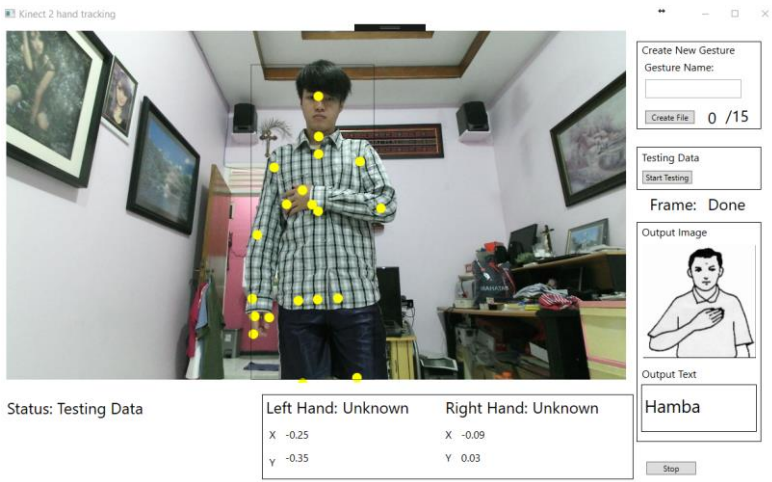 Kinect 2 hand tracking
Create New Gesture
Gesture Name:
Create File 0 /15
Testing Data
Start Testing
Frame: Done
Output Image
Output Text
Hamba
Stop
Status: Testing Data
Left Hand: Unknown Right Hand: Unknown
X -0.25 X -0.09
Y -0.35 Y 0.03